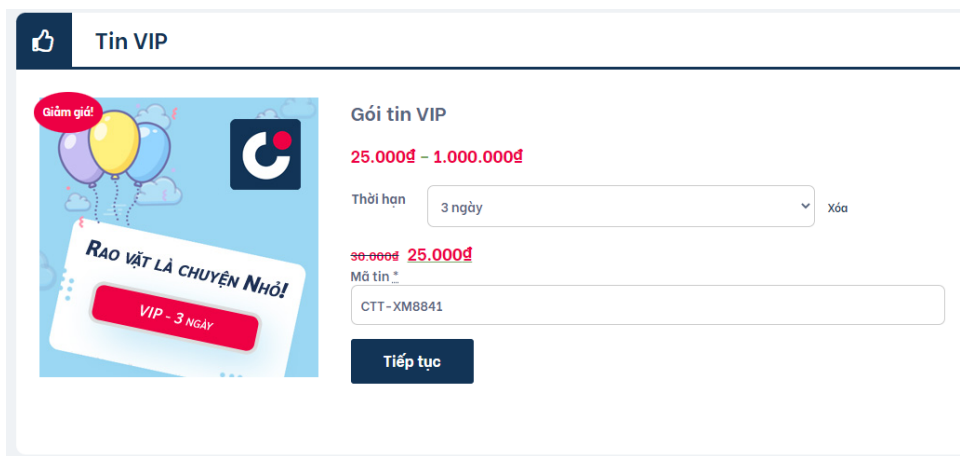 Tin VIP
Giảm giá!
RAO VẶT LÀ CHUYỆN NHỎ!
VIP - 3 NGÀY
Gói tin VIP
25.000₫ – 1.000.000₫
Thời hạn
3 ngày
Xóa
30.000₫ 25.000₫
Mã tin *
CTT-XM8841
Tiếp tục